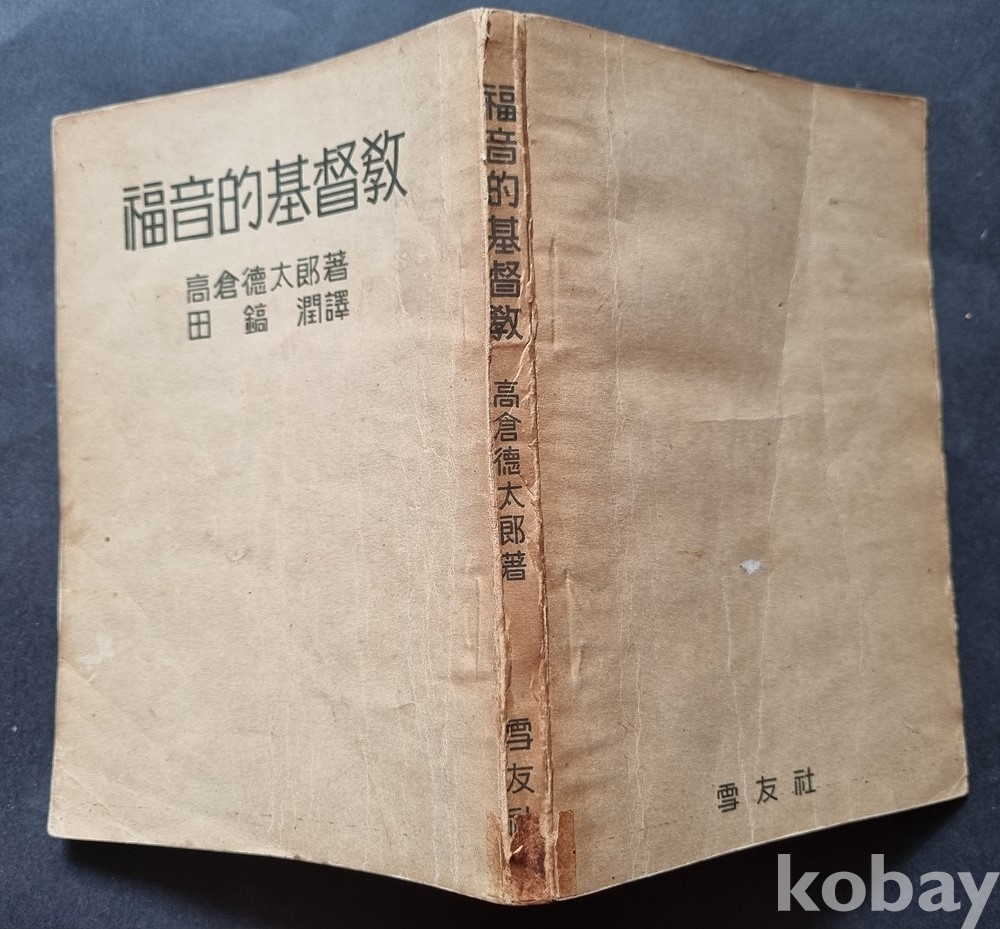 福音的基督敎
高倉德太郎著
田鎬潤譯
福音的基督敎 高倉德太郎著 雪友社
雪友社
kobay